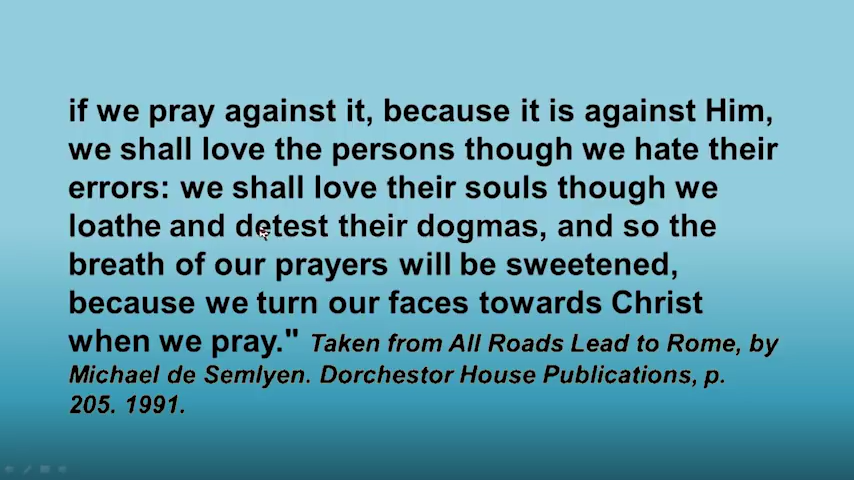 if we pray against it, because it is against Him,
we shall love the persons though we hate their
errors: we shall love their souls though we
loathe and detest their dogmas, and so the
breath of our prayers will be sweetened,
because we turn our faces towards Christ
when we pray." Taken from All Roads Lead to Rome, by
Michael de Semlyen. Dorchestor House Publications, p.
205. 1991.